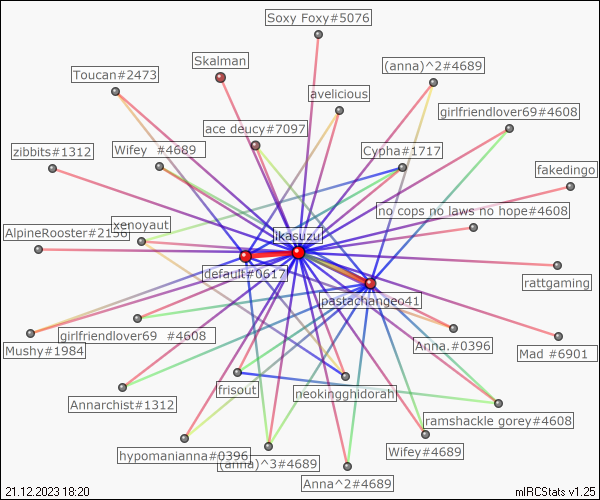 Soxy Foxy#5076
Skalman
(anna)^2#4689
Toucan#2473
avelicious
girlfriendlover69#4608
ace deucy#7097
zibbits#1312
Wifey #4689
Cypha#1717
fakedingo
no cops no laws no hope#4608
xenoyaut
AlpineRooster#2150
ikasuzu
default#0617
rattgaming
pastachangeo41
girlfriendlover69 #4608
Mushy#1984
Anna.#0396
Mad #6901
frisout
neokingghidorah
Annarchist#1312
ramshackle gorey#4608
hypomanianna#0396
Wifey#4689
(anna)^3#4689
Anna^2#4689
21.12.2023 18:20
mIRCStats v1.25